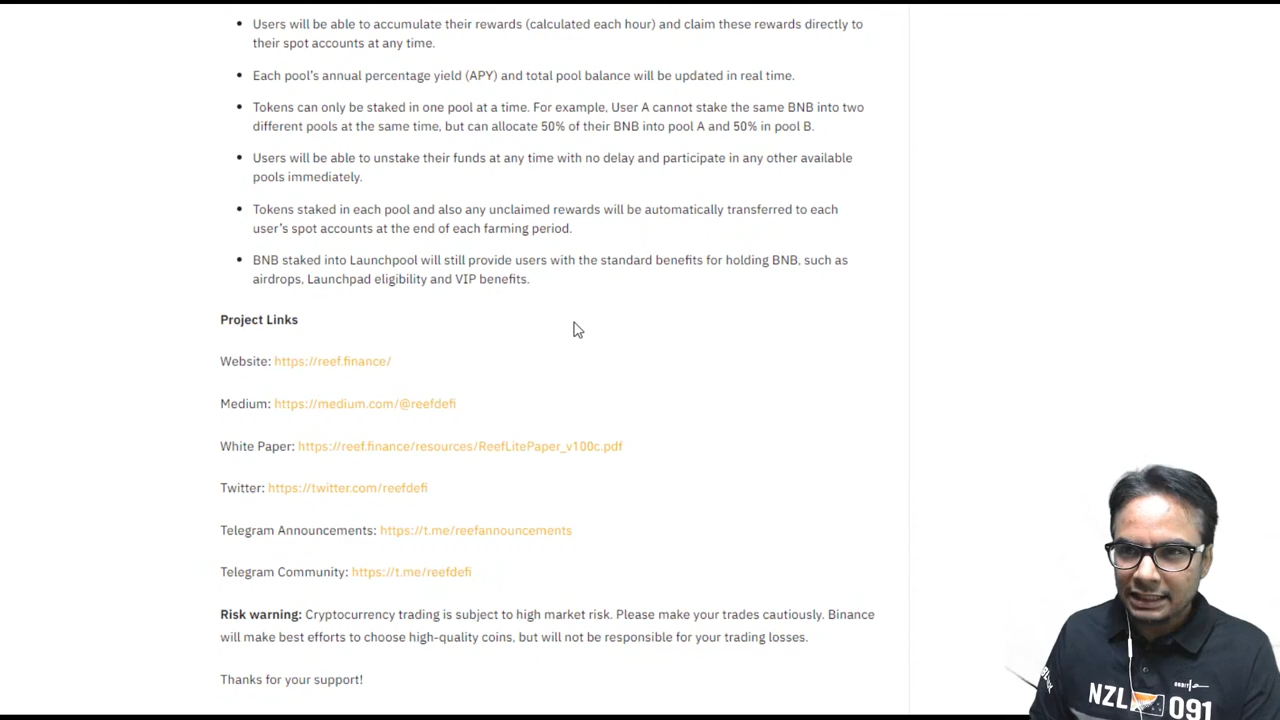 Users will be able to accumulate their rewards (calculated each hour) and claim these rewards directly to
their spot accounts at any time.
Each pool's annual percentage yield (APY) and total pool balance will be updated in real time.
Tokens can only be staked in one pool at a time. For example, User A cannot stake the same BNB into two
different pools at the same time, but can allocate 50% of their BNB into pool A and 50% in pool B.
Users will be able to unstake their funds at any time with no delay and participate in any other available
pools immediately.
Tokens staked in each pool and also any unclaimed rewards will be automatically transferred to each
user's spot accounts at the end of each farming period.
BNB staked into Launchpool will still provide users with the standard benefits for holding BNB, such as
airdrops, Launchpad eligibility and VIP benefits.
Project Links
Website: https://reef.finance/
Medium: https://medium.com/@reefdefi
White Paper: https://reef.finance/resources/ReefLitePaper_v100c.pdf
Twitter: https://twitter.com/reefdefi
Telegram Announcements: https://t.me/reefannouncements
Telegram Community: https://t.me/reefdefi
Risk warning: Cryptocurrency trading is subject to high market risk. Please make your trades cautiously. Binance
will make best efforts to choose high-quality coins, but will not be responsible for your trading losses.
Thanks for your support!
NZL 091